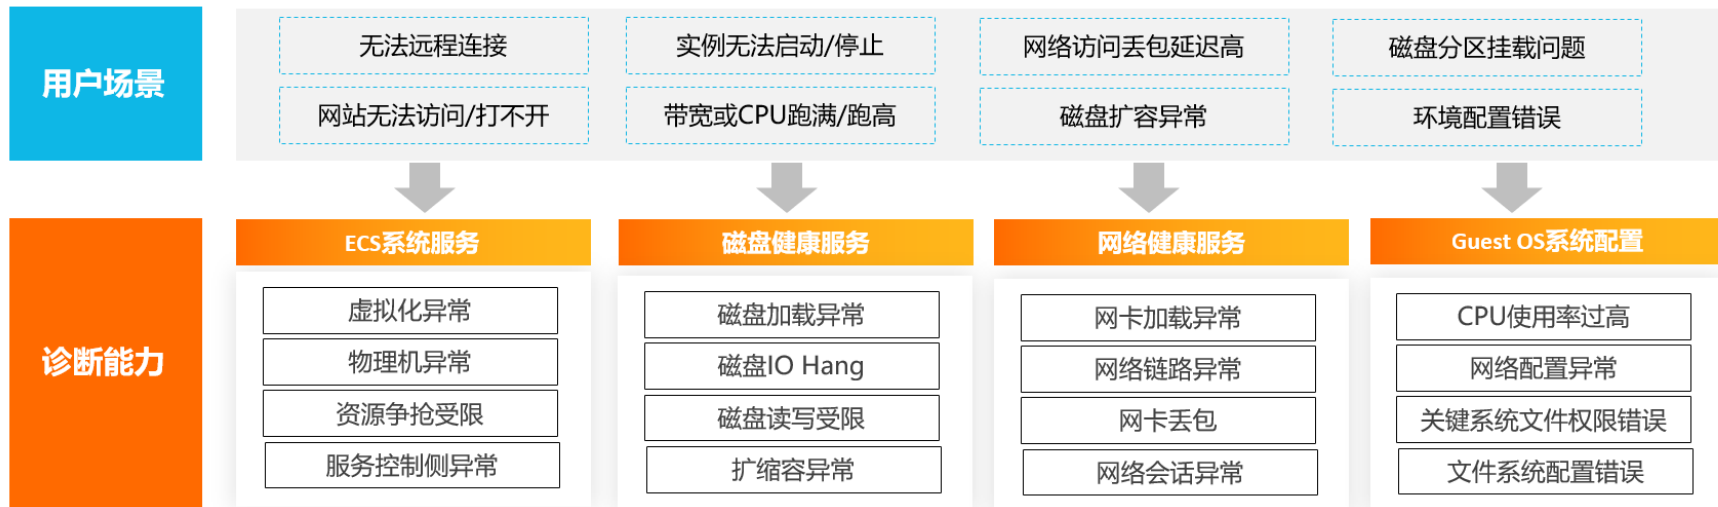 用户场景
无法远程连接
实例无法启动/停止
网络访问丢包延迟高
磁盘分区挂载问题
网站无法访问/打不开
带宽或CPU跑满/跑高
磁盘扩容异常
环境配置错误
诊断能力
ECS系统服务
虚拟化异常
物理机异常
资源争抢受限
服务控制侧异常
磁盘健康服务
磁盘加载异常
磁盘IO Hang
磁盘读写受限
扩缩容异常
网络健康服务
网卡加载异常
网络链路异常
网卡丢包
网络会话异常
Guest OS系统配置
CPU使用率过高
网络配置异常
关键系统文件权限错误
文件系统配置错误